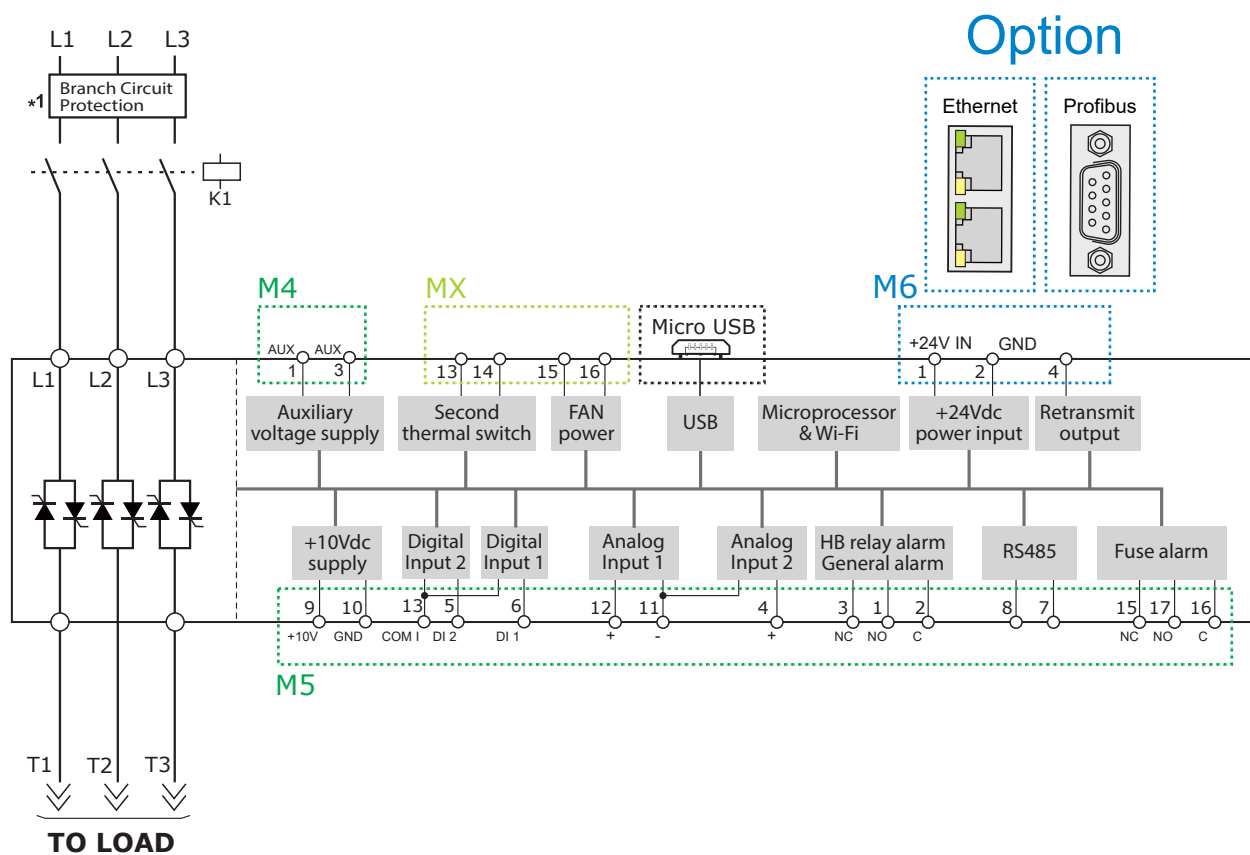 Option
L1 L2 L3
Branch Circuit
Protection
*1
Ethernet
Profibus
K1
M4
MX
Micro USB
M6
AUX AUX
+24V IN GND
1 3
13 14 15 16
1 2 4
L1 L2 L3
Auxiliary
voltage supply
Second
thermal switch
FAN
power
USB
Microprocessor
& Wi-Fi
+24Vdc
power input
Retransmit
output
+10Vdc
supply
Digital
Input 2
Digital
Input 1
Analog
Input 1
Analog
Input 2
HB relay alarm
General alarm
RS485
Fuse alarm
9 10 13 5 6 12 11 4 3 1 2 8 7 15 17 16
+10V GND COM I DI 2 DI 1 + - + NC NO C NC NO C
M5
T1 T2 T3
TO LOAD